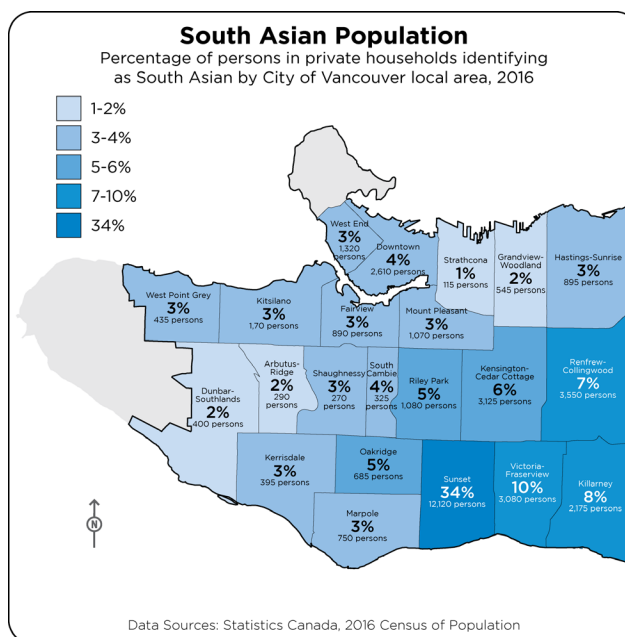 South Asian Population
Percentage of persons in private households identifying
as South Asian by City of Vancouver local area, 2016
1-2%
3-4%
5-6%
7-10%
34%
West End
3%
1,320
persons
Downtown
4%
2,610 persons
Strathcona
1%
115 persons
Grandview-
Woodland
2%
545 persons
Hastings-Sunrise
3%
895 persons
West Point Grey
3%
435 persons
Kitsilano
3%
1,70 persons
Fairview
3%
890 persons
Mount Pleasant
3%
1,070 persons
Dunbar-
Southlands
2%
400 persons
Arbutus-
Ridge
2%
290
persons
Shaughnessy
3%
270
persons
South
Cambie
4%
325
persons
Riley Park
5%
1,080 persons
Kensington-
Cedar Cottage
6%
3,125 persons
Renfrew-
Collingwood
7%
3,550 persons
Kerrisdale
3%
395 persons
Oakridge
5%
685 persons
Sunset
34%
12,120 persons
Victoria-
Fraserview
10%
3,080 persons
Killarney
8%
2,175 persons
Marpole
3%
750 persons
N
Data Sources: Statistics Canada, 2016 Census of Population